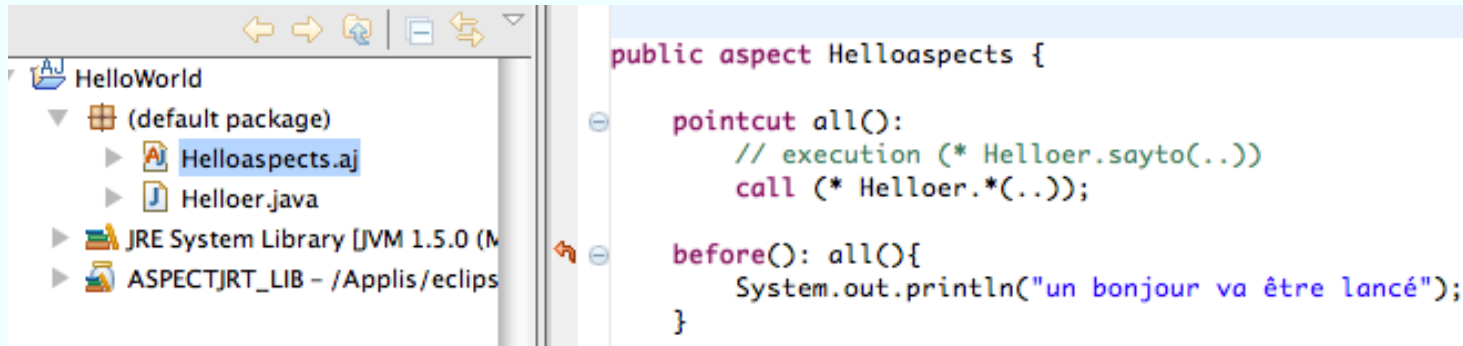 HelloWorld
(default package)
Helloaspects.aj
Helloer.java
JRE System Library [JVM 1.5.0 (M
ASPECTJRT_LIB – /Applis/eclips
public aspect Helloaspects {
pointcut all():
// execution (* Helloer.sayto(..))
call (* Helloer.*(..));
before(): all(){
System.out.println("un bonjour va être lancé");
}